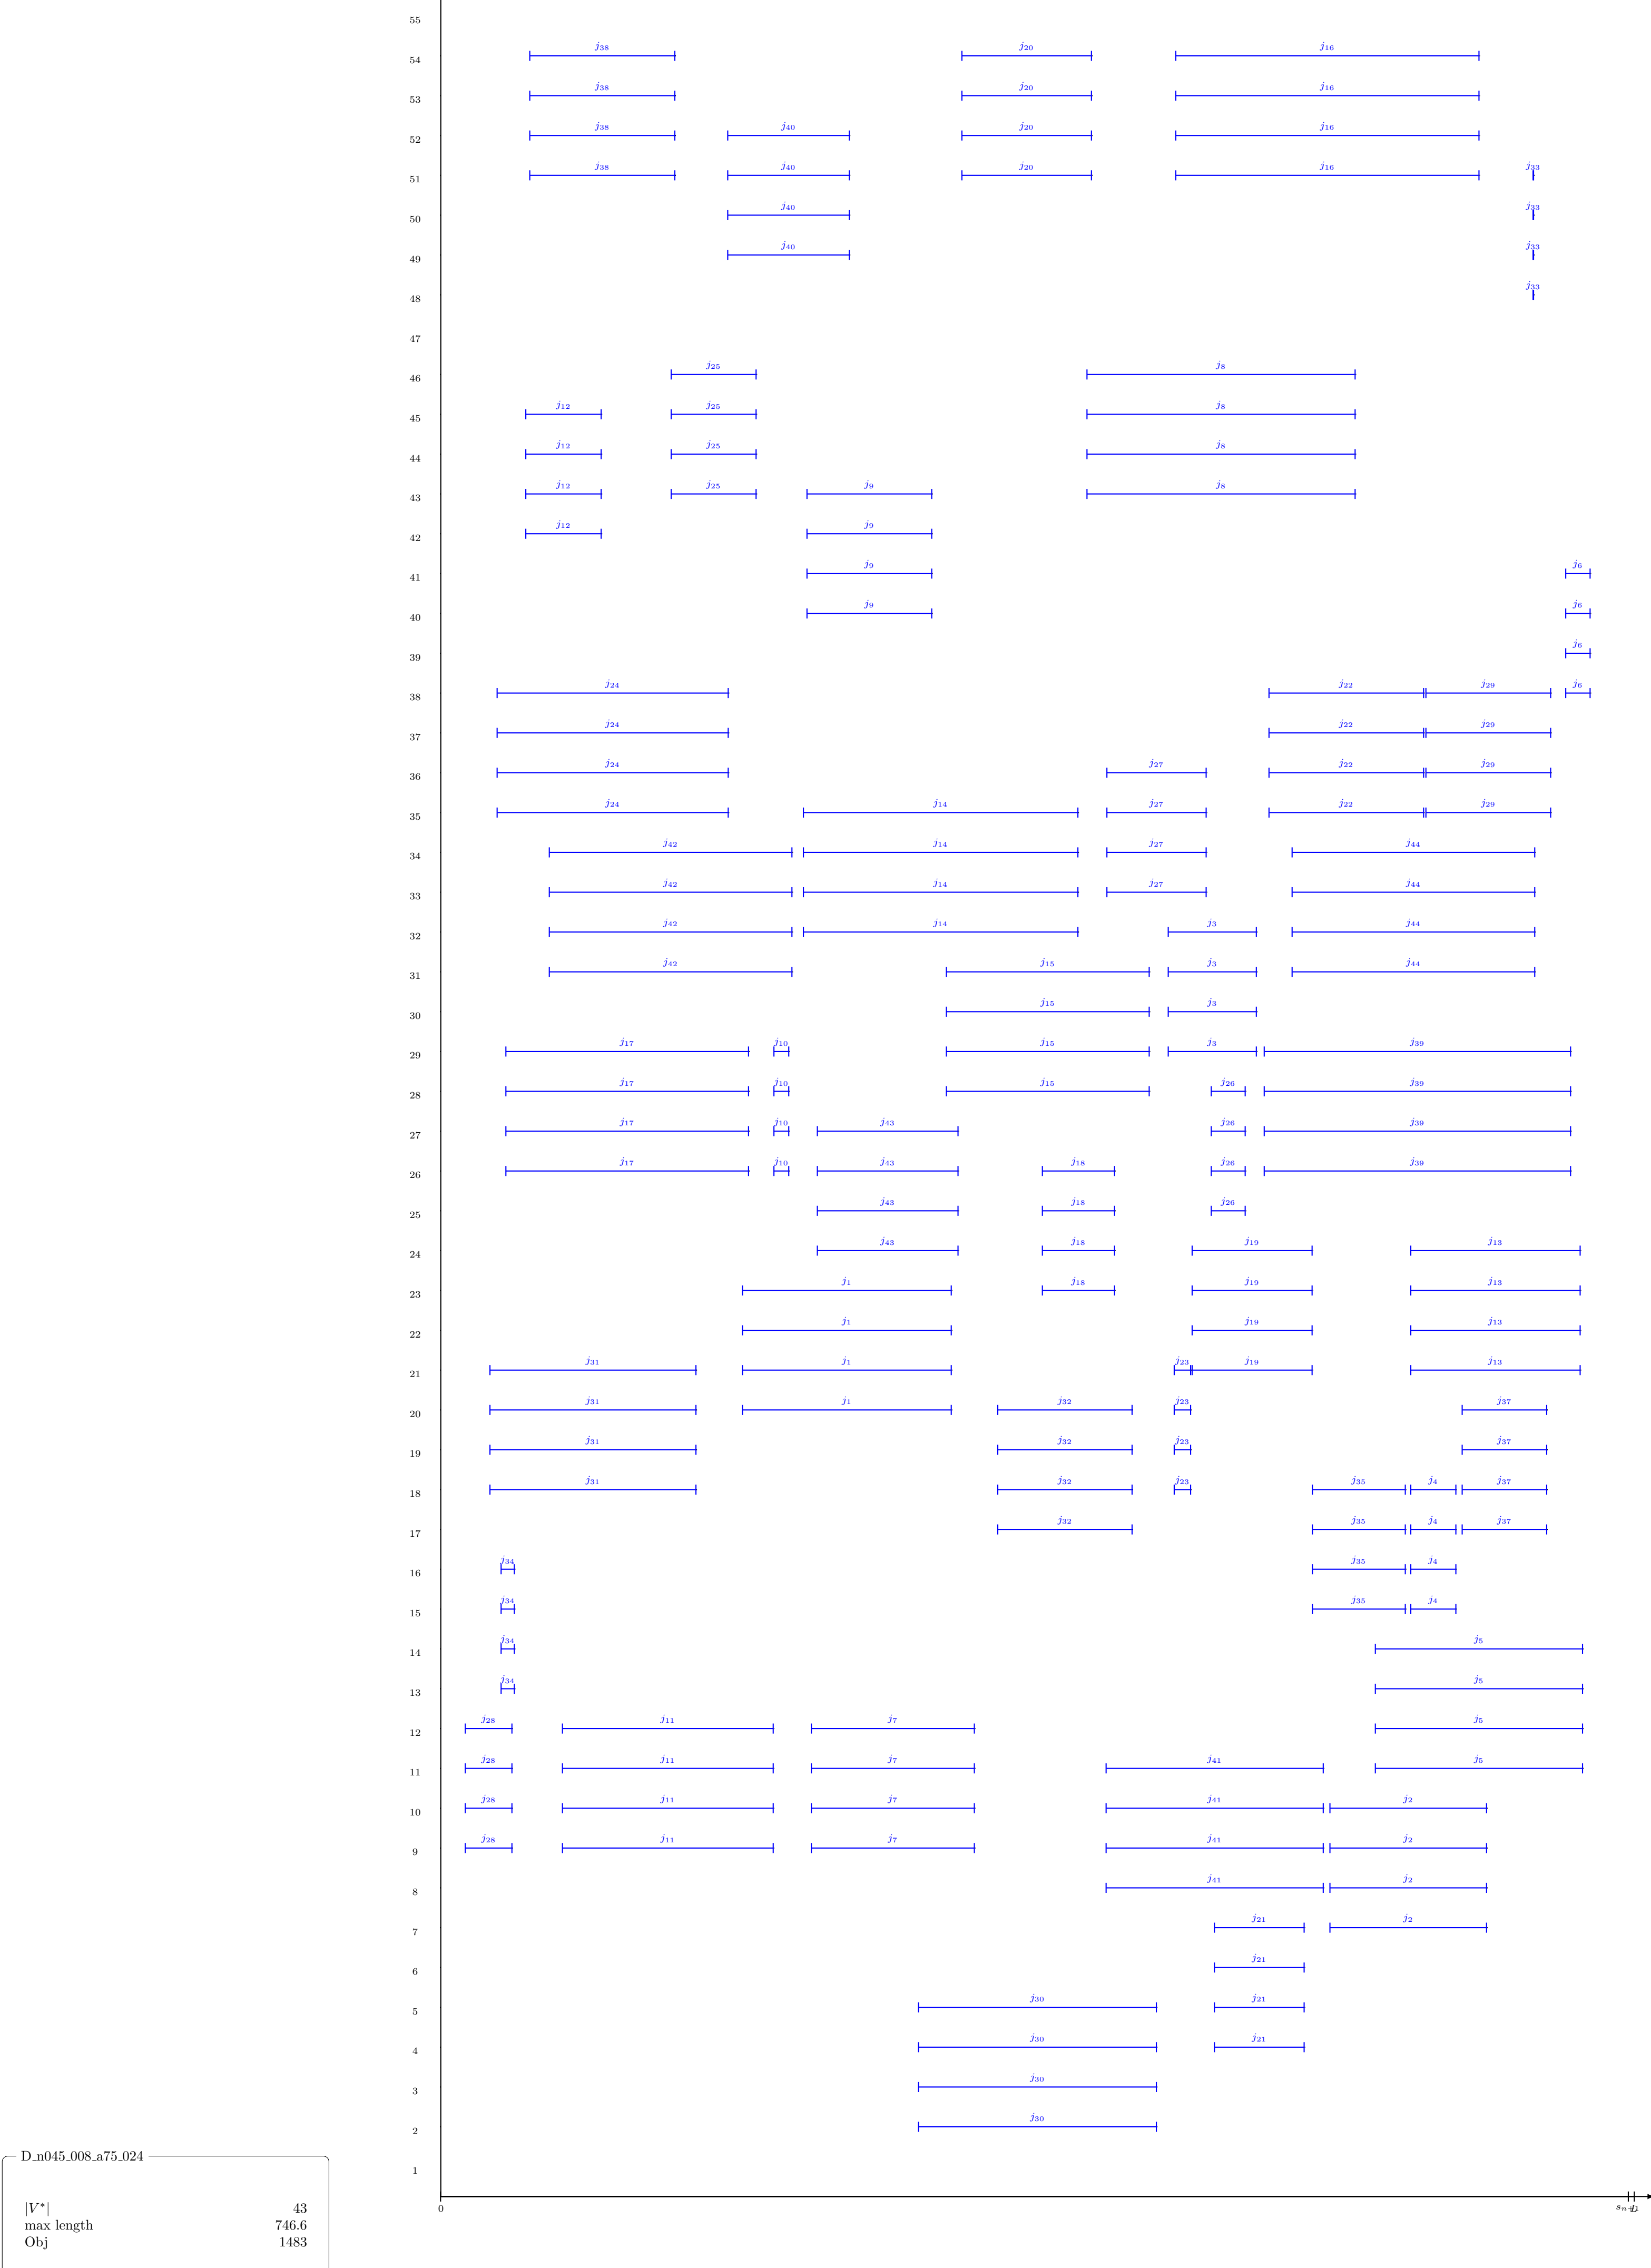 55
j38 j20 j16
54
j38 j20 j16
53
j38 j40 j20 j16
52
j38 j40 j20 j16 j33
51
j40 j33
50
j40 j33
49
j33
48
47
j25 j8
46
j12 j25 j8
45
j12 j25 j8
44
j12 j25 j9 j8
43
j12 j9
42
j9 j6
41
j9 j6
40
j6
39
j24 j22 j29 j6
38
j24 j22 j29
37
j24 j27 j22 j29
36
j24 j14 j27 j22 j29
35
j42 j14 j27 j44
34
j42 j14 j27 j44
33
j42 j14 j3 j44
32
j42 j15 j3 j44
31
j15 j3
30
j17 j10 j15 j3 j39
29
j17 j10 j15 j26 j39
28
j17 j10 j43 j26 j39
27
j17 j10 j43 j18 j26 j39
26
j43 j18 j26
25
j43 j18 j19 j13
24
j1 j18 j19 j13
23
j1 j19 j13
22
j31 j1 j23 j19 j13
21
j31 j1 j32 j23 j37
20
j31 j32 j23 j37
19
j31 j32 j23 j35 j4 j37
18
j32 j35 j4 j37
17
j34 j35 j4
16
j34 j35 j4
15
j34 j5
14
j34 j5
13
j28 j11 j7 j5
12
j28 j11 j7 j41 j5
11
j28 j11 j7 j41 j2
10
j28 j11 j7 j41 j2
9
j41 j2
8
j21 j2
7
j21
6
j30 j21
5
j30 j21
4
j30
3
j30
2
1
0
D_n045_008_a75_024
|V*| 43
max length 746.6
Obj 1483